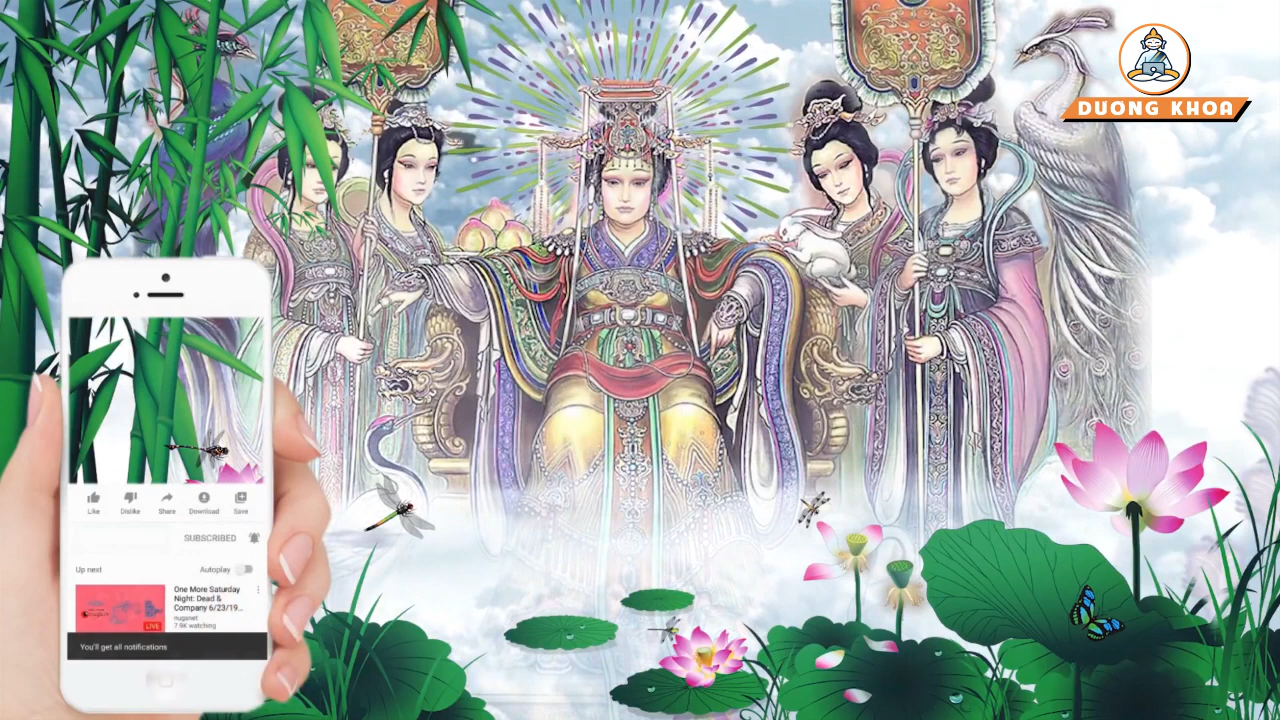 DUONG KHOA
Like
Dislike
Share
Download
Save
SUBSCRIBED
Up next
Autoplay
One More Saturday
Night: Dead &
Company 6/23/19...
nugsnet
7.9K watching
LIVE
You'll get all notifications